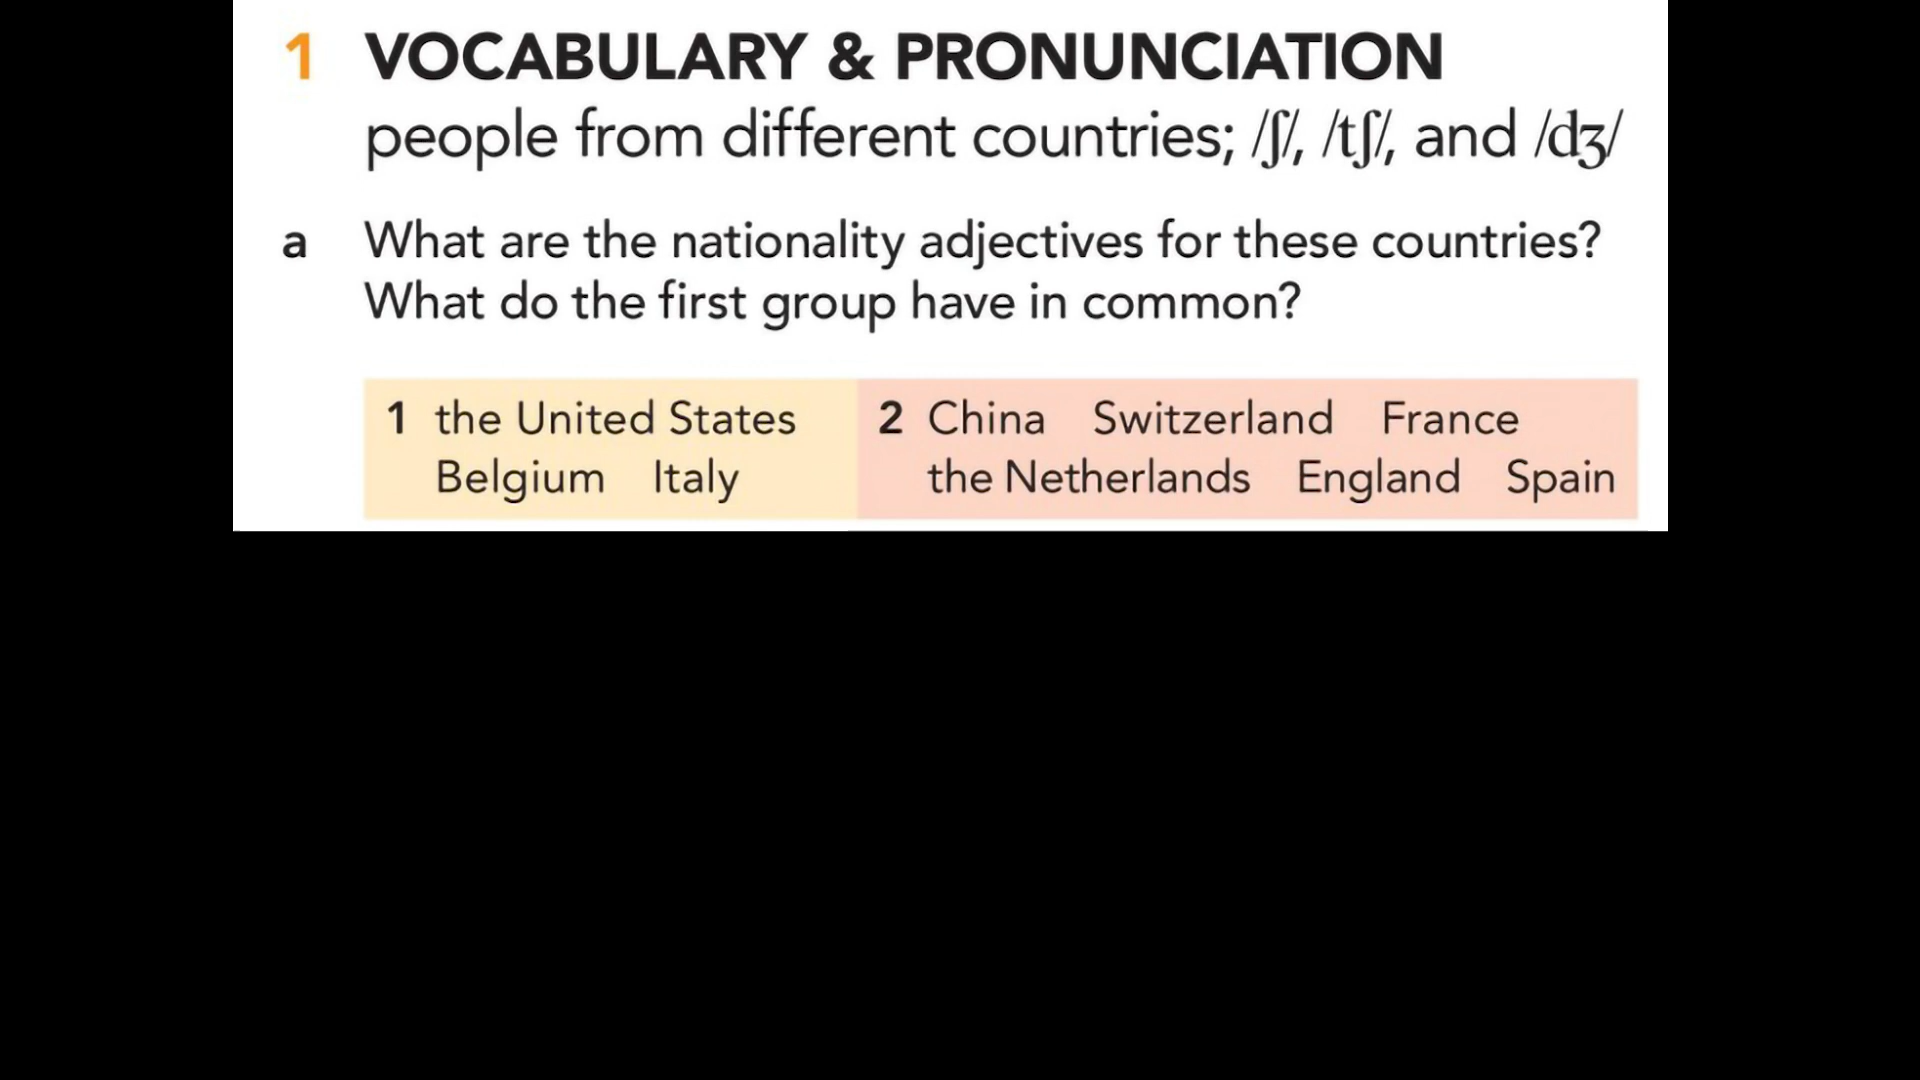 1 VOCABULARY & PRONUNCIATION
people from different countries; /ʃ/, /tʃ/, and /dʒ/
a What are the nationality adjectives for these countries?
What do the first group have in common?
1 the United States
Belgium Italy
2 China Switzerland France
the Netherlands England Spain